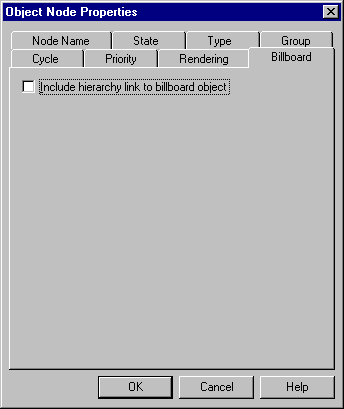 Object Node Properties
Node Name State Type Group
Cycle Priority Rendering Billboard
Include hierarchy link to billboard object
OK Cancel Help